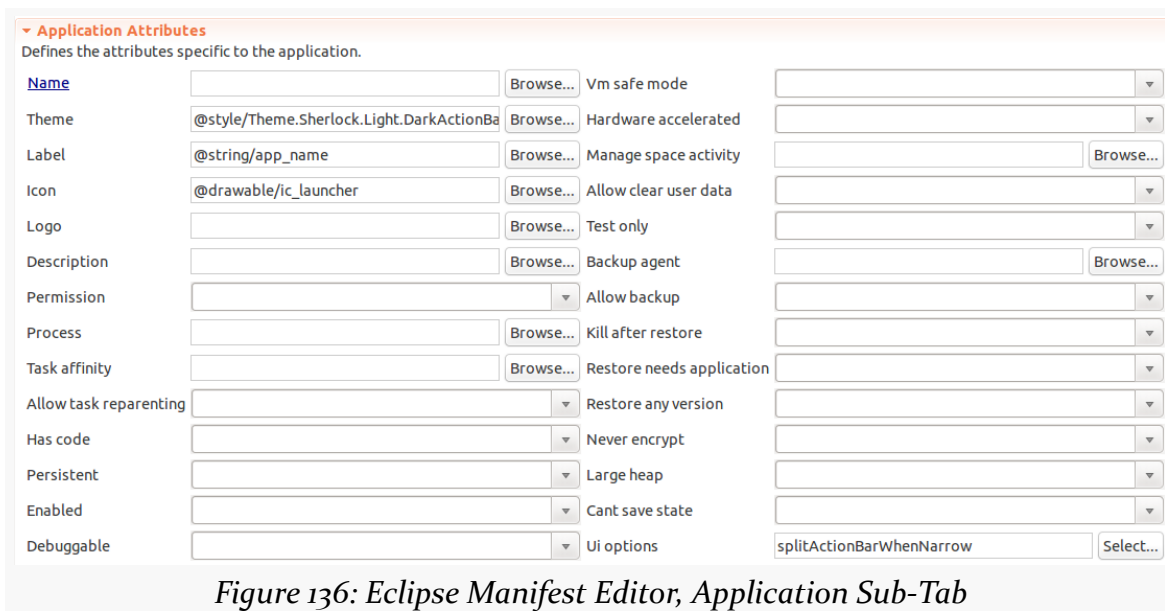 Application Attributes
Defines the attributes specific to the application.
Name Browse... Vm safe mode
Theme @style/Theme.Sherlock.Light.DarkActionBa Browse... Hardware accelerated
Label @string/app_name Browse... Manage space activity Browse...
Icon @drawable/ic_launcher Browse... Allow clear user data
Logo Browse... Test only
Description Browse... Backup agent Browse...
Permission Allow backup
Process Browse... Kill after restore
Task affinity Browse... Restore needs application
Allow task reparenting Restore any version
Has code Never encrypt
Persistent Large heap
Enabled Cant save state
Debuggable Ui options splitActionBarWhenNarrow Select...
Figure 136: Eclipse Manifest Editor, Application Sub-Tab